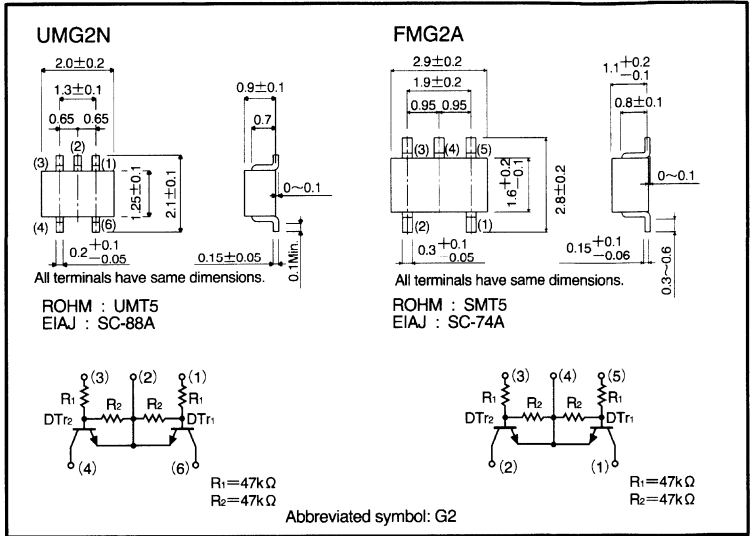 UMG2N
2.0±0.2
1.3±0.1
0.65 0.65
(2)
(3) (1)
(4) (6)
1.25±0.1
2.1±0.1
0.2 +0.1 −0.05
0.9±0.1
0.7
0~0.1
0.15±0.05
0.1Min.
All terminals have same dimensions.
ROHM : UMT5
EIAJ : SC-88A
FMG2A
2.9±0.2
1.9±0.2
0.95 0.95
(3) (4) (5)
(2) (1)
1.6 +0.2 −0.1
2.8±0.2
0.3 +0.1 −0.05
1.1 +0.2 −0.1
0.8±0.1
0~0.1
0.15 +0.1 −0.06
0.3~0.6
All terminals have same dimensions.
ROHM : SMT5
EIAJ : SC-74A
(3) (2) (1)
R1 R2 R2 R1
DTr2 DTr1
(4) (6)
R1=47kΩ
R2=47kΩ
(3) (4) (5)
R1 R2 R2 R1
DTr2 DTr1
(2) (1)
R1=47kΩ
R2=47kΩ
Abbreviated symbol: G2